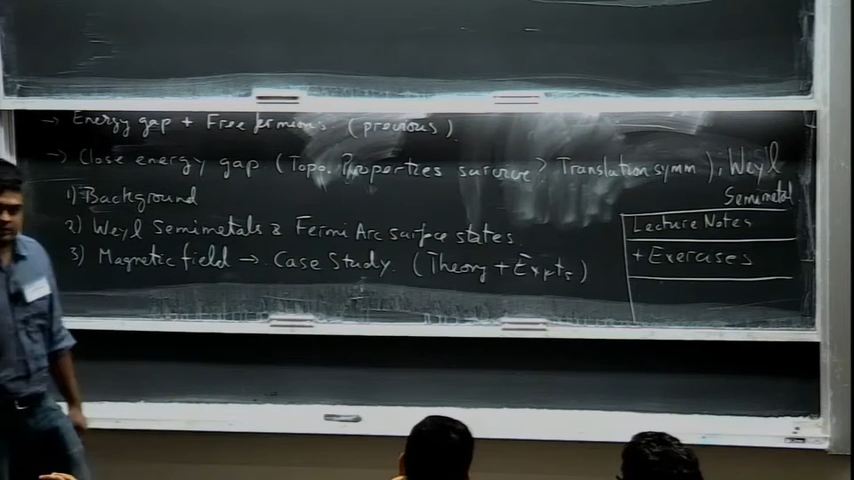 → Energy gap + Free fermions (previous)
→ Close energy gap (Topo. Properties survive? Translation symm), Weyl Semimetal
1) Background
2) Weyl Semimetals & Fermi Arc surface states
3) Magnetic field → Case Study. (Theory + Expts)
Lecture Notes
+ Exercises